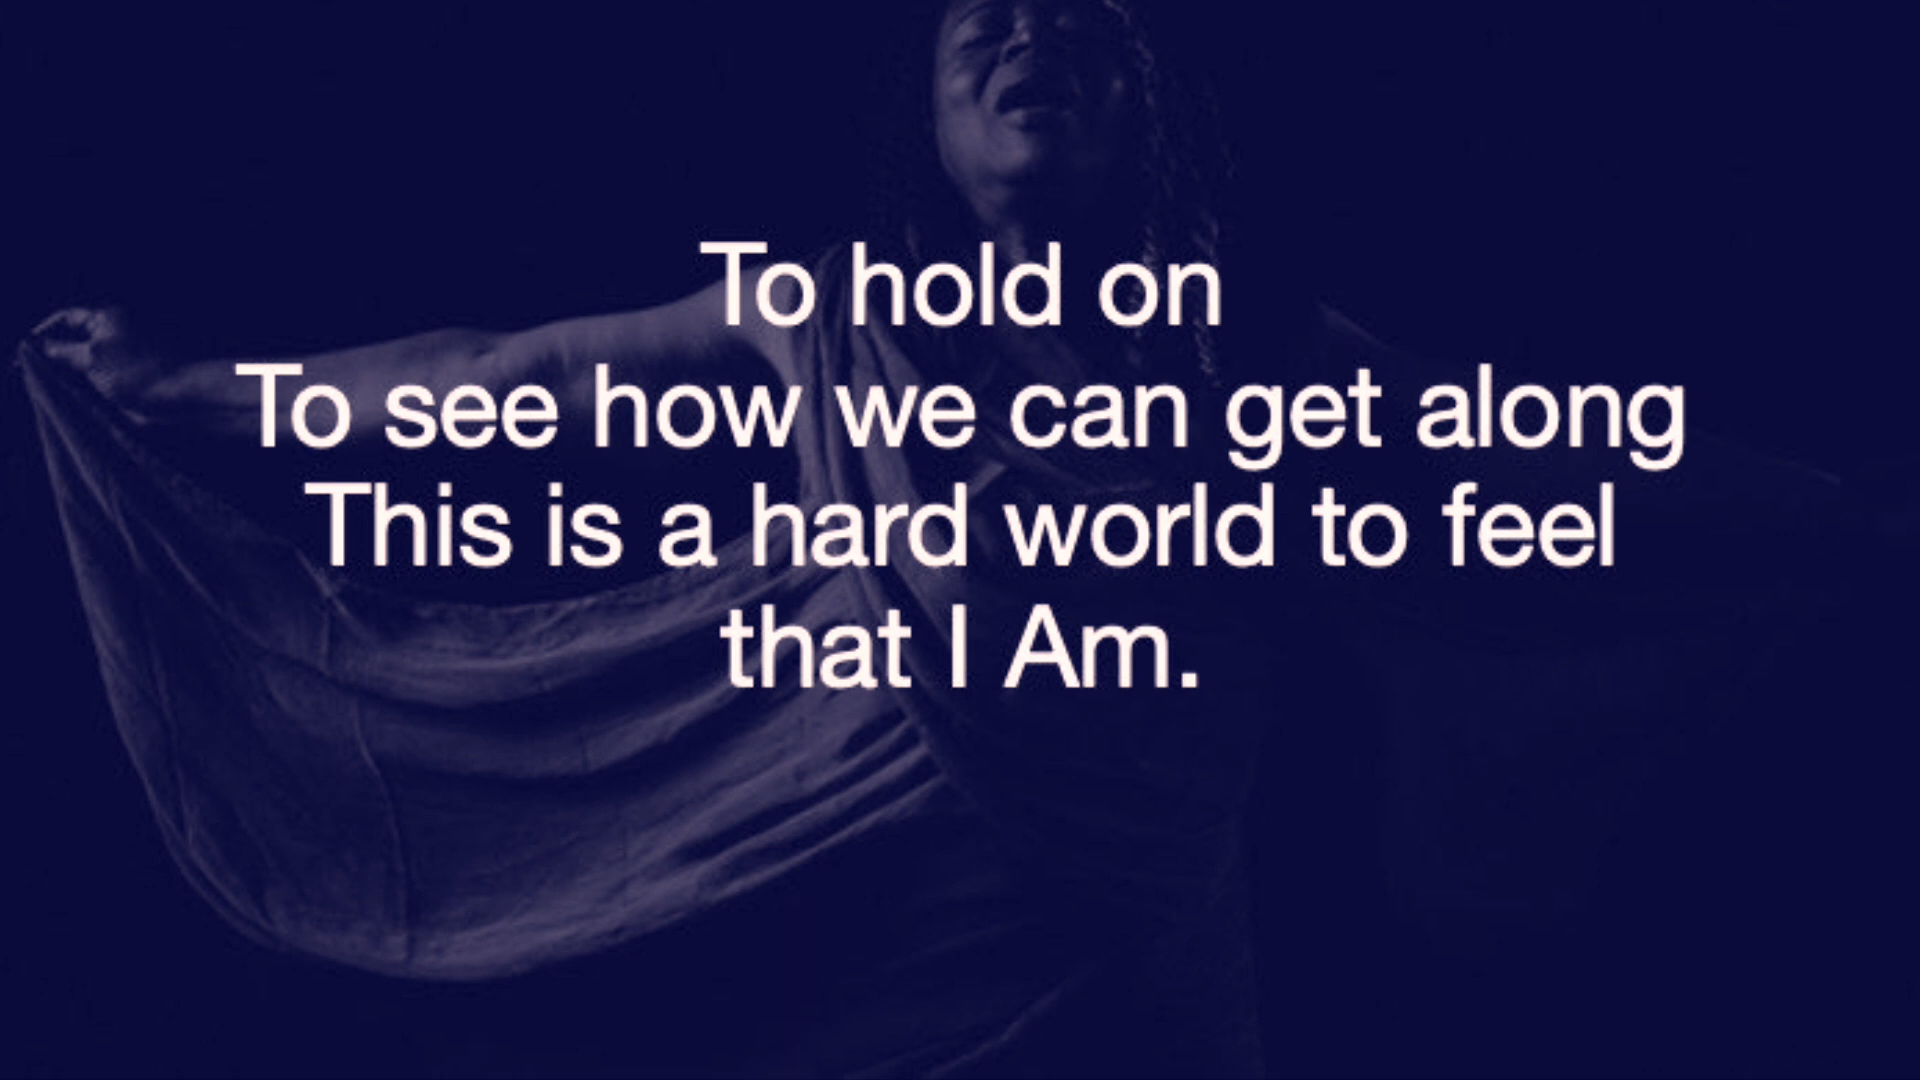 To hold on
To see how we can get along
This is a hard world to feel
that I Am.